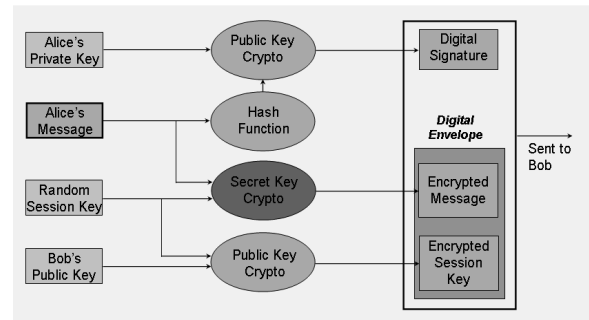 Alice's
Private Key
Public Key
Crypto
Digital
Signature
Alice's
Message
Hash
Function
Digital
Envelope
Sent to
Bob
Random
Session Key
Secret Key
Crypto
Encrypted
Message
Bob's
Public Key
Public Key
Crypto
Encrypted
Session
Key